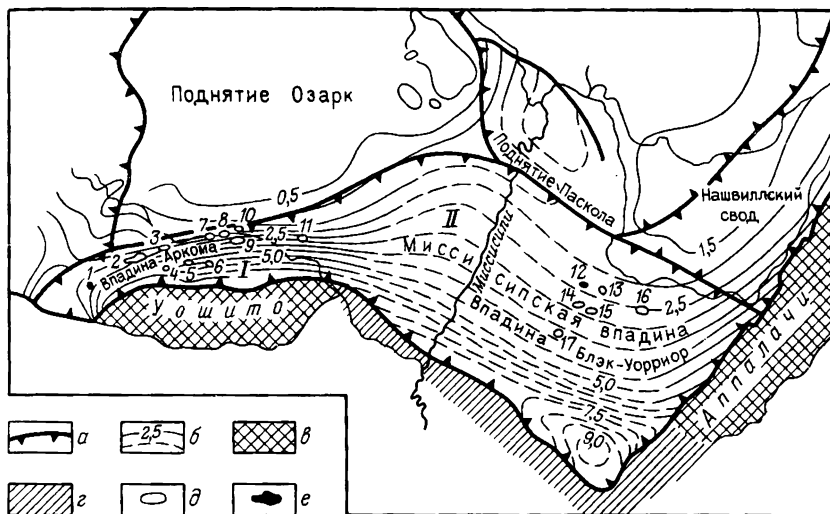 Поднятие Озарк
0,5
Поднятие Паскола
Нашвиллский свод
1,5
7 8 10
3
2,5
11
9
2
1
Впадина Аркома
4 5 6
5,0
I
II
Уошито
Миссисипи
Миссисипская впадина
12
13
14
15
16
2,5
17
Впадина Блэк-Уорриор
5,0
7,5
9,0
Аппалачи
а
2,5
б
в
г
д
е